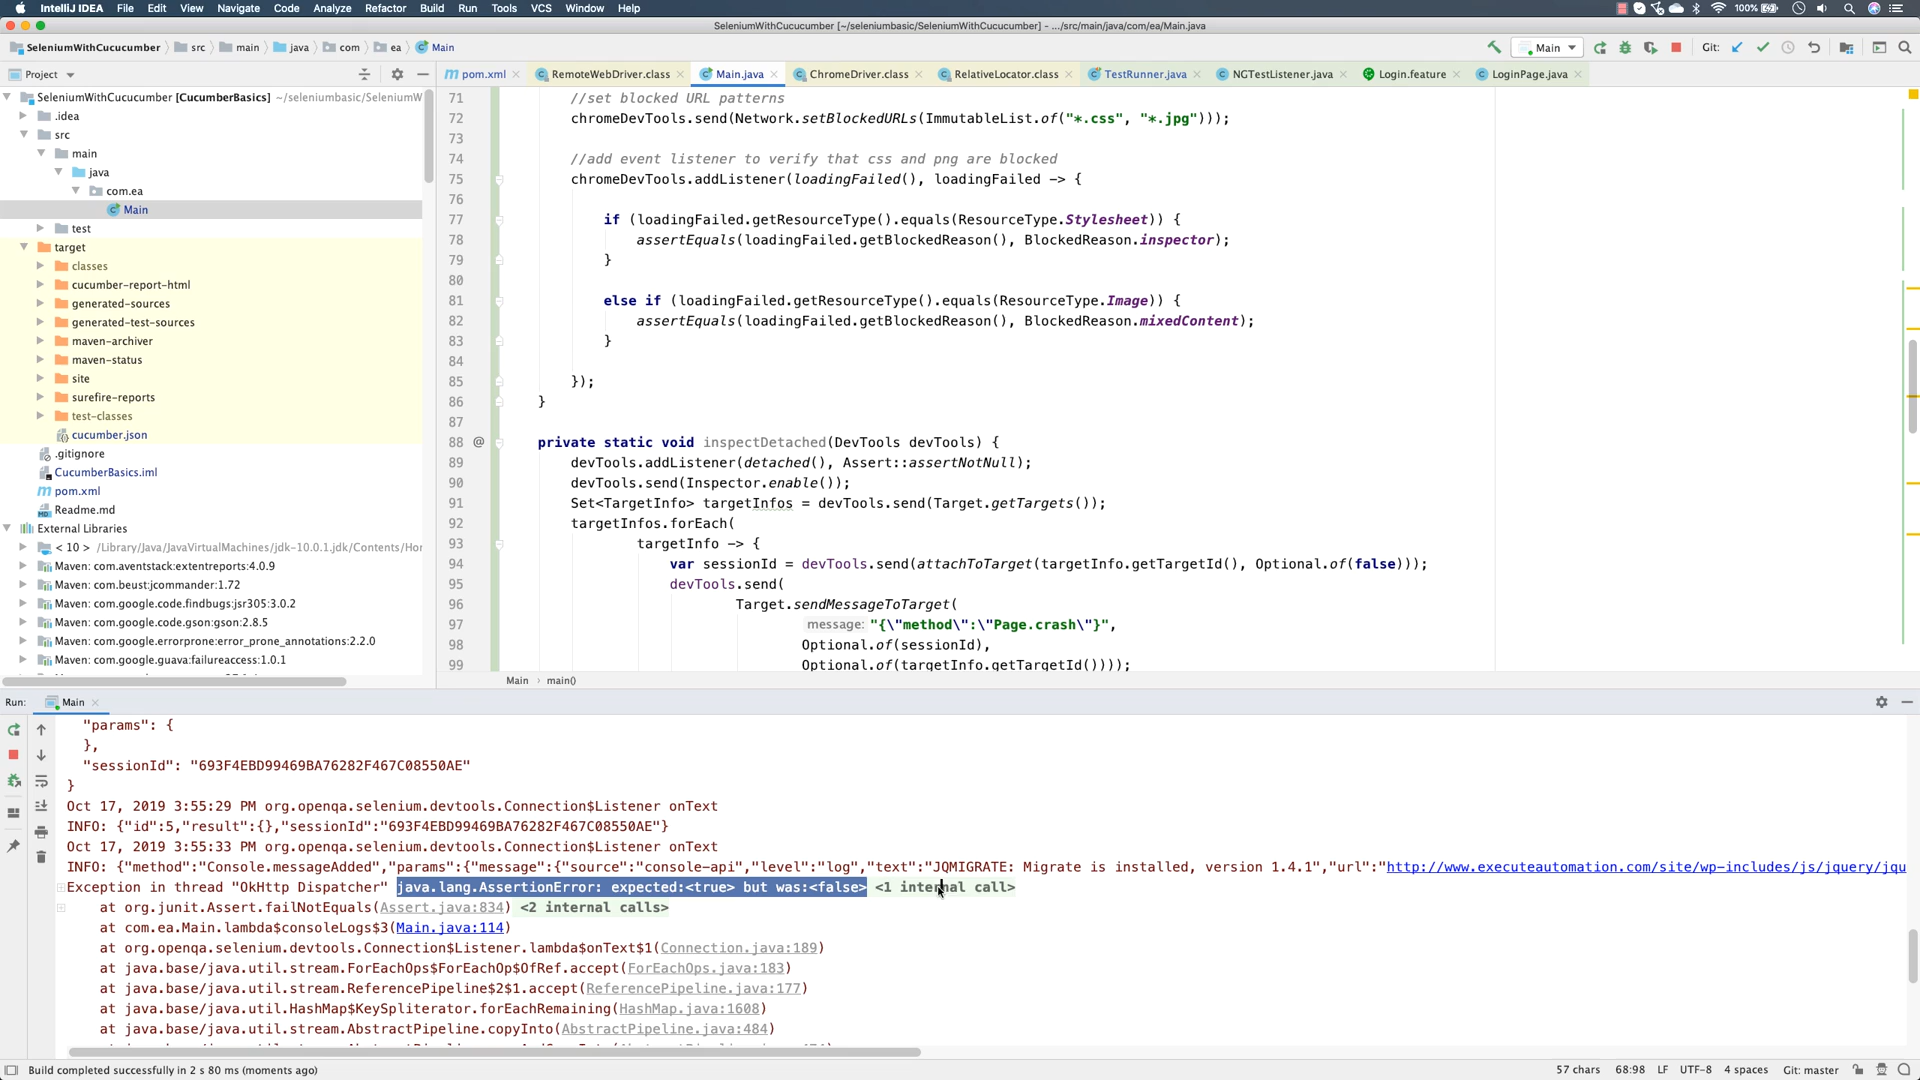 IntelliJ IDEA File Edit View Navigate Code Analyze Refactor Build Run Tools VCS Window Help 100%
SeleniumWithCucucumber [~/seleniumbasic/SeleniumWithCucucumber] - .../src/main/java/com/ea/Main.java
SeleniumWithCucucumber src main java com ea Main Main Git:
Project pom.xml RemoteWebDriver.class Main.java ChromeDriver.class RelativeLocator.class TestRunner.java NGTestListener.java Login.feature LoginPage.java
SeleniumWithCucucumber [CucumberBasics] ~/seleniumbasic/SeleniumW
.idea
src
main
java
com.ea
Main
test
target
classes
cucumber-report-html
generated-sources
generated-test-sources
maven-archiver
maven-status
site
surefire-reports
test-classes
cucumber.json
.gitignore
CucumberBasics.iml
pom.xml
Readme.md
External Libraries
< 10 > /Library/Java/JavaVirtualMachines/jdk-10.0.1.jdk/Contents/Hor
Maven: com.aventstack:extentreports:4.0.9
Maven: com.beust:jcommander:1.72
Maven: com.google.code.findbugs:jsr305:3.0.2
Maven: com.google.code.gson:gson:2.8.5
Maven: com.google.errorprone:error_prone_annotations:2.2.0
Maven: com.google.guava:failureaccess:1.0.1
71 //set blocked URL patterns
72 chromeDevTools.send(Network.setBlockedURLs(ImmutableList.of("*.css", "*.jpg")));
73
74 //add event listener to verify that css and png are blocked
75 chromeDevTools.addListener(loadingFailed(), loadingFailed -> {
76
77 if (loadingFailed.getResourceType().equals(ResourceType.Stylesheet)) {
78 assertEquals(loadingFailed.getBlockedReason(), BlockedReason.inspector);
79 }
80
81 else if (loadingFailed.getResourceType().equals(ResourceType.Image)) {
82 assertEquals(loadingFailed.getBlockedReason(), BlockedReason.mixedContent);
83 }
84
85 });
86 }
87
88 @ private static void inspectDetached(DevTools devTools) {
89 devTools.addListener(detached(), Assert::assertNotNull);
90 devTools.send(Inspector.enable());
91 Set<TargetInfo> targetInfos = devTools.send(Target.getTargets());
92 targetInfos.forEach(
93 targetInfo -> {
94 var sessionId = devTools.send(attachToTarget(targetInfo.getTargetId(), Optional.of(false)));
95 devTools.send(
96 Target.sendMessageToTarget(
97 message: "{\"method\":\"Page.crash\"}",
98 Optional.of(sessionId),
99 Optional.of(targetInfo.getTargetId())));
Main › main()
Run: Main
"params": {
},
"sessionId": "693F4EBD99469BA76282F467C08550AE"
}
Oct 17, 2019 3:55:29 PM org.openqa.selenium.devtools.Connection$Listener onText
INFO: {"id":5,"result":{},"sessionId":"693F4EBD99469BA76282F467C08550AE"}
Oct 17, 2019 3:55:33 PM org.openqa.selenium.devtools.Connection$Listener onText
INFO: {"method":"Console.messageAdded","params":{"message":{"source":"console-api","level":"log","text":"JQMIGRATE: Migrate is installed, version 1.4.1","url":"http://www.executeautomation.com/site/wp-includes/js/jquery/jqu
Exception in thread "OkHttp Dispatcher" java.lang.AssertionError: expected:<true> but was:<false> <1 internal call>
at org.junit.Assert.failNotEquals(Assert.java:834) <2 internal calls>
at com.ea.Main.lambda$consoleLogs$3(Main.java:114)
at org.openqa.selenium.devtools.Connection$Listener.lambda$onText$1(Connection.java:189)
at java.base/java.util.stream.ForEachOps$ForEachOp$OfRef.accept(ForEachOps.java:183)
at java.base/java.util.stream.ReferencePipeline$2$1.accept(ReferencePipeline.java:177)
at java.base/java.util.HashMap$KeySpliterator.forEachRemaining(HashMap.java:1608)
at java.base/java.util.stream.AbstractPipeline.copyInto(AbstractPipeline.java:484)
Build completed successfully in 2 s 80 ms (moments ago) 57 chars 68:98 LF UTF-8 4 spaces Git: master